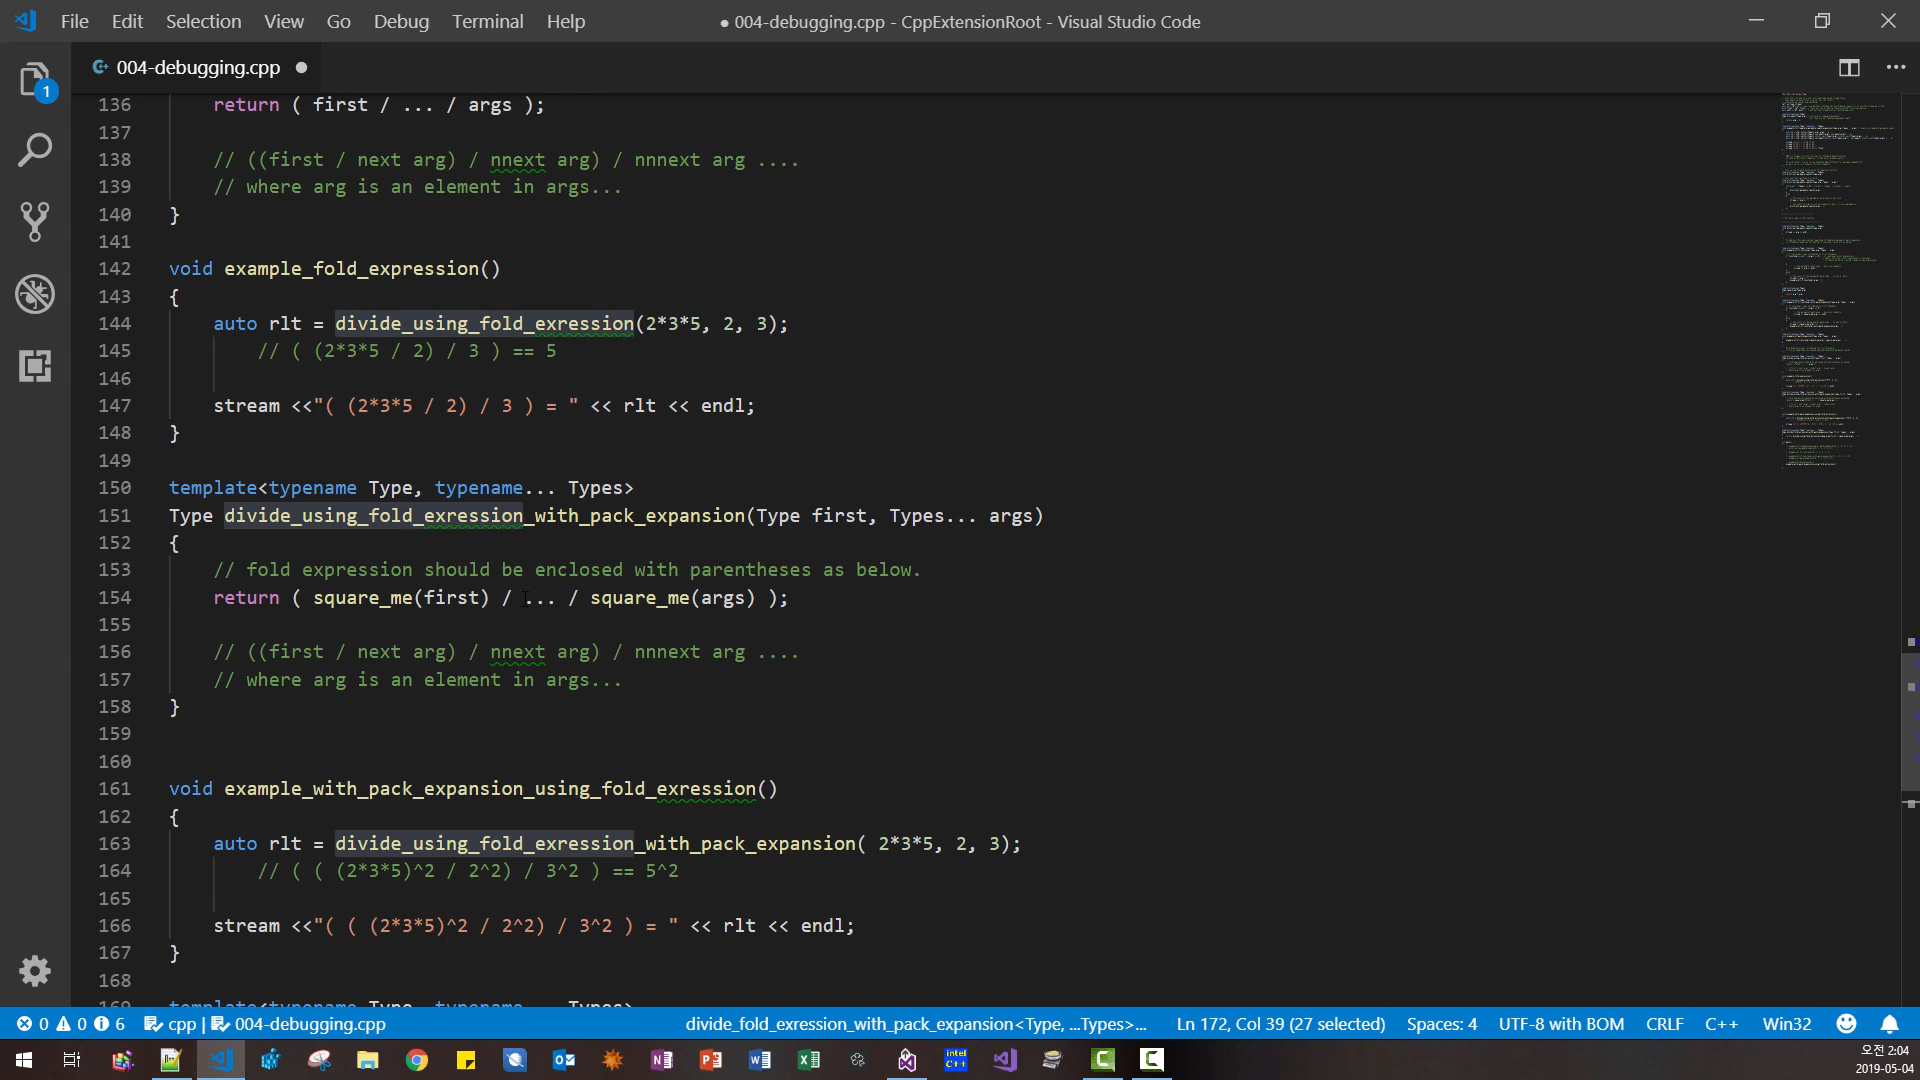 File Edit Selection View Go Debug Terminal Help
● 004-debugging.cpp - CppExtensionRoot - Visual Studio Code
1
004-debugging.cpp ●
136 return ( first / ... / args );
137
138 // ((first / next arg) / nnext arg) / nnnext arg ....
139 // where arg is an element in args...
140 }
141
142 void example_fold_expression()
143 {
144 auto rlt = divide_using_fold_exression(2*3*5, 2, 3);
145 // ( (2*3*5 / 2) / 3 ) == 5
146
147 stream <<"( (2*3*5 / 2) / 3 ) = " << rlt << endl;
148 }
149
150 template<typename Type, typename... Types>
151 Type divide_using_fold_exression_with_pack_expansion(Type first, Types... args)
152 {
153 // fold expression should be enclosed with parentheses as below.
154 return ( square_me(first) / ... / square_me(args) );
155
156 // ((first / next arg) / nnext arg) / nnnext arg ....
157 // where arg is an element in args...
158 }
159
160
161 void example_with_pack_expansion_using_fold_exression()
162 {
163 auto rlt = divide_using_fold_exression_with_pack_expansion( 2*3*5, 2, 3);
164 // ( ( (2*3*5)^2 / 2^2) / 3^2 ) == 5^2
165
166 stream <<"( ( (2*3*5)^2 / 2^2) / 3^2 ) = " << rlt << endl;
167 }
168
169 template<typename Type, typename... Types>
0 0 6 cpp | 004-debugging.cpp divide_fold_exression_with_pack_expansion<Type, ...Types>... Ln 172, Col 39 (27 selected) Spaces: 4 UTF-8 with BOM CRLF C++ Win32
오전 2:04
2019-05-04